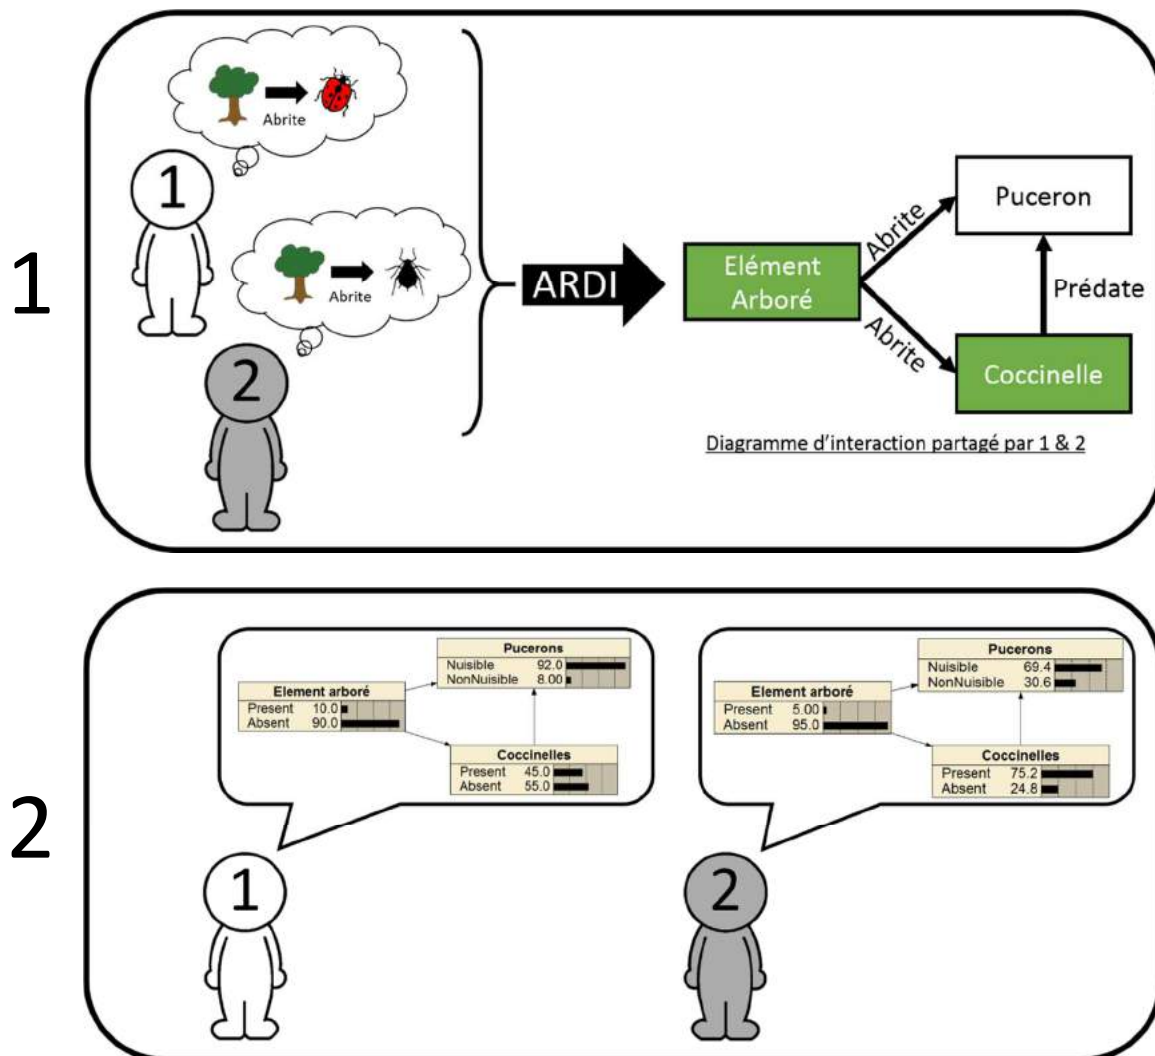 1
Abrite
1
Abrite
2
ARDI
Elément
Arboré
Abrite
Abrite
Puceron
Prédate
Coccinelle
Diagramme d'interaction partagé par 1 & 2
2
Pucerons
Nuisible 92.0
NonNuisible 8.00
Element arboré
Present 10.0
Absent 90.0
Coccinelles
Present 45.0
Absent 55.0
1
Pucerons
Nuisible 69.4
NonNuisible 30.6
Element arboré
Present 5.00
Absent 95.0
Coccinelles
Present 75.2
Absent 24.8
2